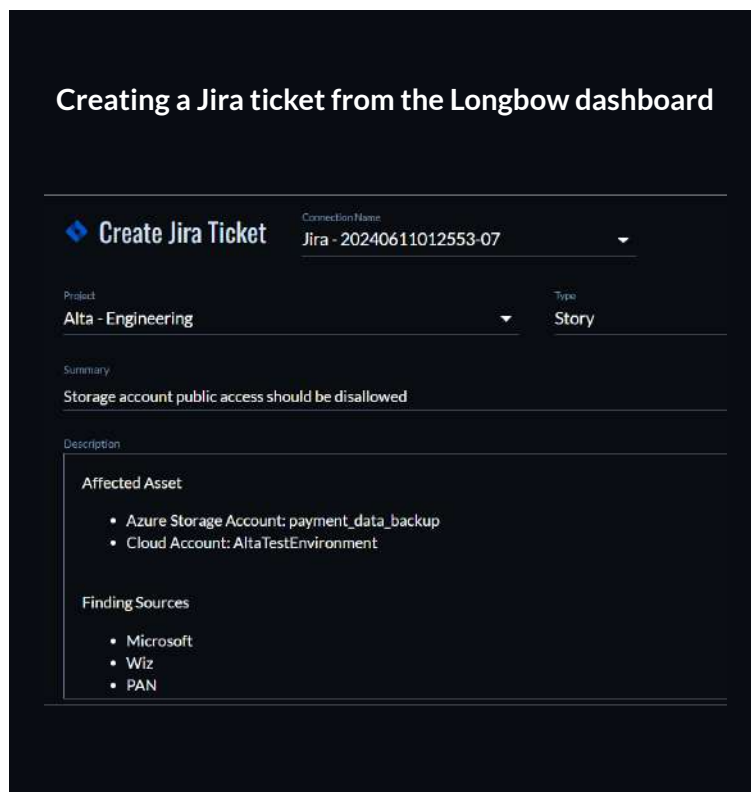 Creating a Jira ticket from the Longbow dashboard
Create Jira Ticket
Connection Name
Jira - 20240611012553-07
Project
Alta - Engineering
Type
Story
Summary
Storage account public access should be disallowed
Description
Affected Asset
• Azure Storage Account: payment_data_backup
• Cloud Account: AltaTestEnvironment
Finding Sources
• Microsoft
• Wiz
• PAN